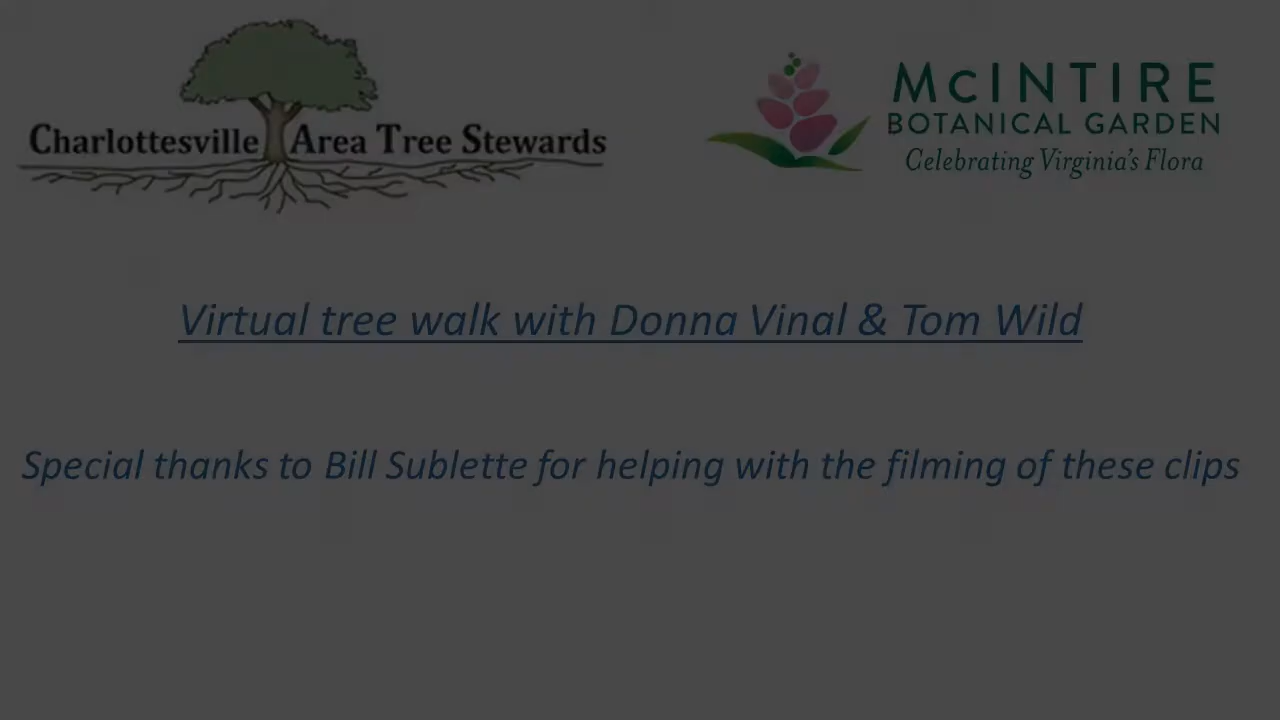 Charlottesville Area Tree Stewards
McINTIRE
BOTANICAL GARDEN
Celebrating Virginia's Flora
Virtual tree walk with Donna Vinal & Tom Wild
Special thanks to Bill Sublette for helping with the filming of these clips